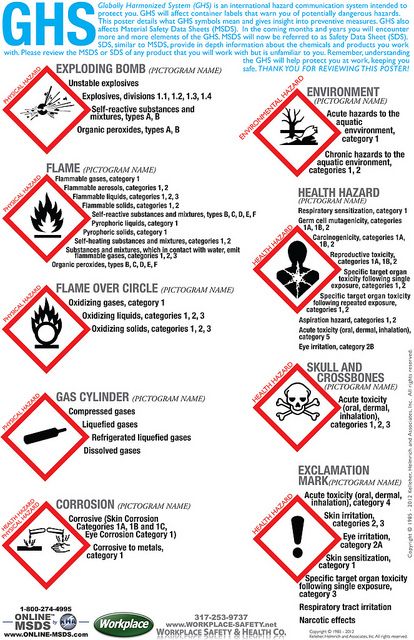 GHS
Globally Harmonized System (GHS) is an international hazard communication system intended to
protect you. GHS will affect container labels that warn you of potentially dangerous hazards.
This poster details what GHS symbols mean and gives insight into preventive measures. GHS also
affects Material Safety Data Sheets (MSDS). In the coming months and years you will encounter
more and more elements of the GHS. MSDS will now be referred to as Safety Data Sheet (SDS).
SDS, similar to MSDS, provide in depth information about the chemicals and products you work
with. Please review the MSDS or SDS of any product that you will work with but is unfamiliar to you. Remember, understanding
the GHS will help protect you at work, keeping you
safe. THANK YOU FOR REVIEWING THIS POSTER!
EXPLODING BOMB (PICTOGRAM NAME)
PHYSICAL HAZARD
Unstable explosives
Explosives, divisions 1.1, 1.2, 1.3, 1.4
Self-reactive substances and
mixtures, types A, B
Organic peroxides, types A, B
FLAME (PICTOGRAM NAME)
PHYSICAL HAZARD
Flammable gases, category 1
Flammable aerosols, categories 1, 2
Flammable liquids, categories 1, 2, 3
Flammable solids, categories 1, 2
Self-reactive substances and mixtures, types B, C, D, E, F
Pyrophoric liquids, category 1
Pyrophoric solids, category 1
Self-heating substances and mixtures, categories 1, 2
Substances and mixtures, which in contact with water, emit
flammable gases, categories 1, 2, 3
Organic peroxides, types B, C, D, E, F
FLAME OVER CIRCLE (PICTOGRAM NAME)
PHYSICAL HAZARD
Oxidizing gases, category 1
Oxidizing liquids, categories 1, 2, 3
Oxidizing solids, categories 1, 2, 3
GAS CYLINDER (PICTOGRAM NAME)
PHYSICAL HAZARD
Compressed gases
Liquefied gases
Refrigerated liquefied gases
Dissolved gases
CORROSION (PICTOGRAM NAME)
HEALTH HAZARD
PHYSICAL HAZARD
Corrosive (Skin Corrosion
Categories 1A, 1B and 1C,
Eye Corrosion Category 1)
Corrosive to metals,
category 1
ENVIRONMENT
(PICTOGRAM NAME)
ENVIRONMENTAL HAZARD
Acute hazards to the
aquatic
environment,
category 1
Chronic hazards to the
aquatic environment,
categories 1, 2
HEALTH HAZARD
(PICTOGRAM NAME)
HEALTH HAZARD
Respiratory sensitization, category 1
Germ cell mutagenicity, categories
1A, 1B, 2
Carcinogenicity, categories 1A,
1B, 2
Reproductive toxicity,
categories 1A, 1B, 2
Specific target organ
toxicity following single
exposure, categories 1, 2
Specific target organ toxicity
following repeated exposure,
categories 1, 2
Aspiration hazard, categories 1, 2
Acute toxicity (oral, dermal, inhalation),
category 5
Eye irritation, category 2B
SKULL AND
CROSSBONES
(PICTOGRAM NAME)
HEALTH HAZARD
Acute toxicity
(oral, dermal,
inhalation),
categories 1, 2, 3
EXCLAMATION
MARK (PICTOGRAM NAME)
HEALTH HAZARD
Acute toxicity (oral, dermal,
inhalation), category 4
Skin irritation,
categories 2, 3
Eye irritation,
category 2A
Skin sensitization,
category 1
Specific target organ toxicity
following single exposure,
category 3
Respiratory tract irritation
Narcotic effects
Copyright © 1985 - 2012 Kelleher, Helmrich and Associates, Inc. All rights reserved.
1-800-274-4995
ONLINE
MSDS
KHA
www.ONLINE-MSDS.com
Workplace
317-253-9737
www.WORKPLACE-SAFETY.net
WORKPLACE SAFETY & HEALTH CO.
Copyright © 1985 - 2012
Kelleher, Helmrich and Associates, Inc. All rights reserved.